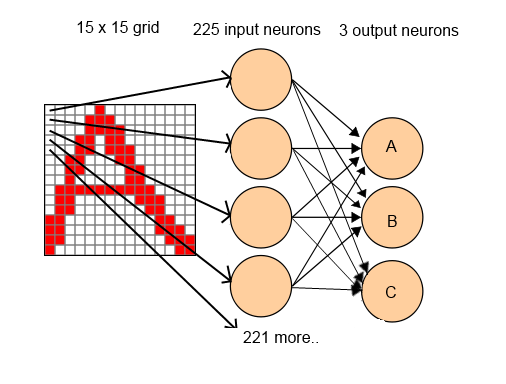 15 x 15 grid
225 input neurons
3 output neurons
A
B
C
221 more..